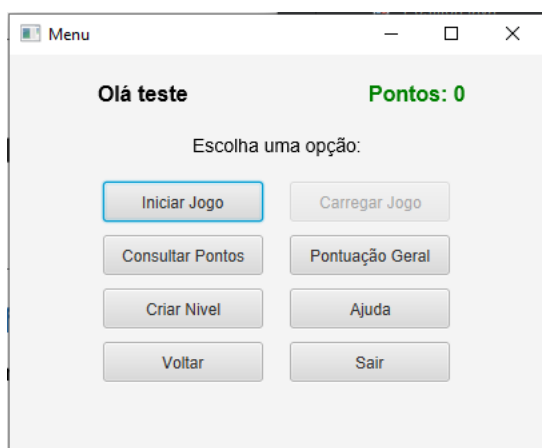 Menu
Olá teste
Pontos: 0
Escolha uma opção:
Iniciar Jogo
Carregar Jogo
Consultar Pontos
Pontuação Geral
Criar Nivel
Ajuda
Voltar
Sair